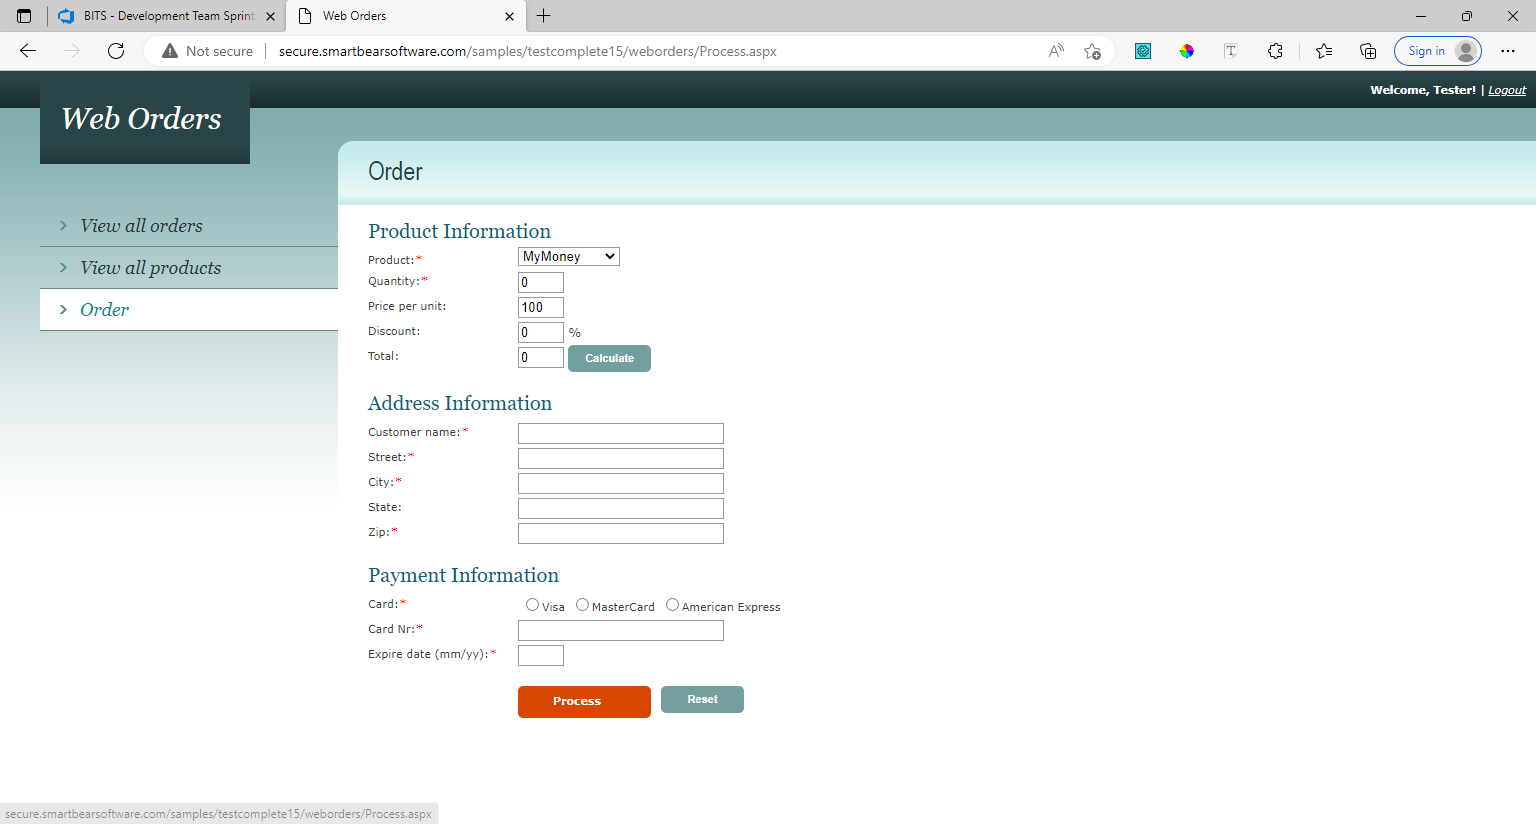 BITS - Development Team Sprint
Web Orders
Not secure
secure.smartbearsoftware.com/samples/testcomplete15/weborders/Process.aspx
Sign in
Welcome, Tester! | Logout
Web Orders
View all orders
View all products
Order
Order
Product Information
Product:* MyMoney
Quantity:* 0
Price per unit: 100
Discount: 0 %
Total: 0 Calculate
Address Information
Customer name:*
Street:*
City:*
State:
Zip:*
Payment Information
Card:* Visa MasterCard American Express
Card Nr:*
Expire date (mm/yy):*
Process Reset
secure.smartbearsoftware.com/samples/testcomplete15/weborders/Process.aspx